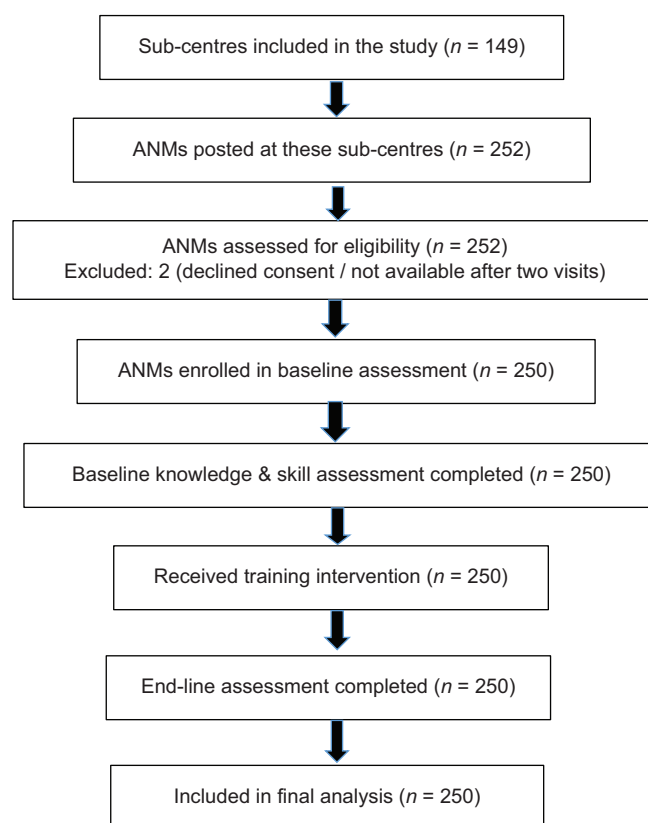 Sub-centres included in the study (n = 149)
ANMs posted at these sub-centres (n = 252)
ANMs assessed for eligibility (n = 252)
Excluded: 2 (declined consent / not available after two visits)
ANMs enrolled in baseline assessment (n = 250)
Baseline knowledge & skill assessment completed (n = 250)
Received training intervention (n = 250)
End-line assessment completed (n = 250)
Included in final analysis (n = 250)